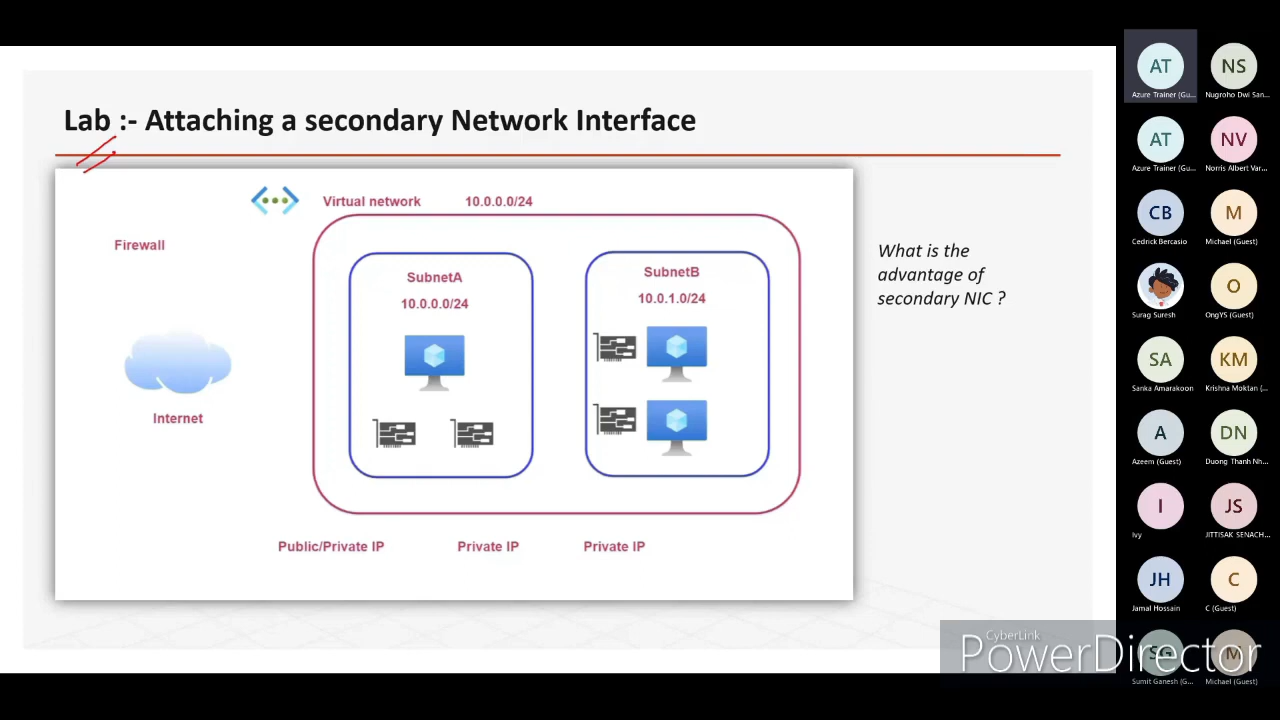 Lab :- Attaching a secondary Network Interface
Virtual network 10.0.0.0/24
Firewall
SubnetA
10.0.0.0/24
SubnetB
10.0.1.0/24
Internet
Public/Private IP Private IP Private IP
What is the
advantage of
secondary NIC ?
AT NS
Azure Trainer (Gu... Nugroho Dwi San...
AT NV
Azure Trainer (Gu... Norris Albert Var...
CB M
Cedrick Bercasio Michael (Guest)
O
Surag Suresh OngYS (Guest)
SA KM
Sanka Amarakoon Krishna Moktan (...
A DN
Azeem (Guest) Duong Thanh Nh...
I JS
Ivy JITTISAK SENACH...
JH C
Jamal Hossain C (Guest)
SG M
Sumit Ganesh (G... Michael (Guest)
CyberLink
PowerDirector